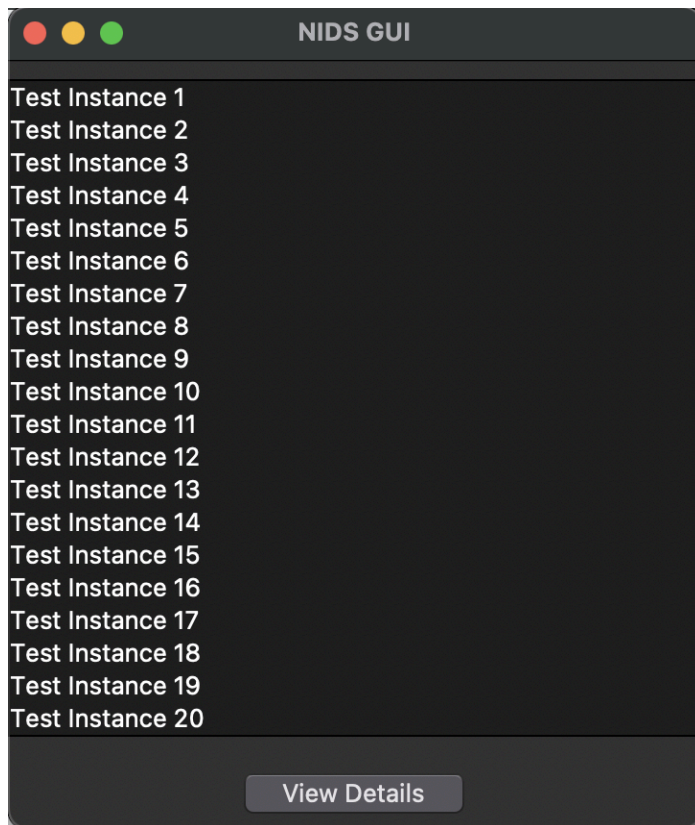 NIDS GUI
Test Instance 1
Test Instance 2
Test Instance 3
Test Instance 4
Test Instance 5
Test Instance 6
Test Instance 7
Test Instance 8
Test Instance 9
Test Instance 10
Test Instance 11
Test Instance 12
Test Instance 13
Test Instance 14
Test Instance 15
Test Instance 16
Test Instance 17
Test Instance 18
Test Instance 19
Test Instance 20
View Details